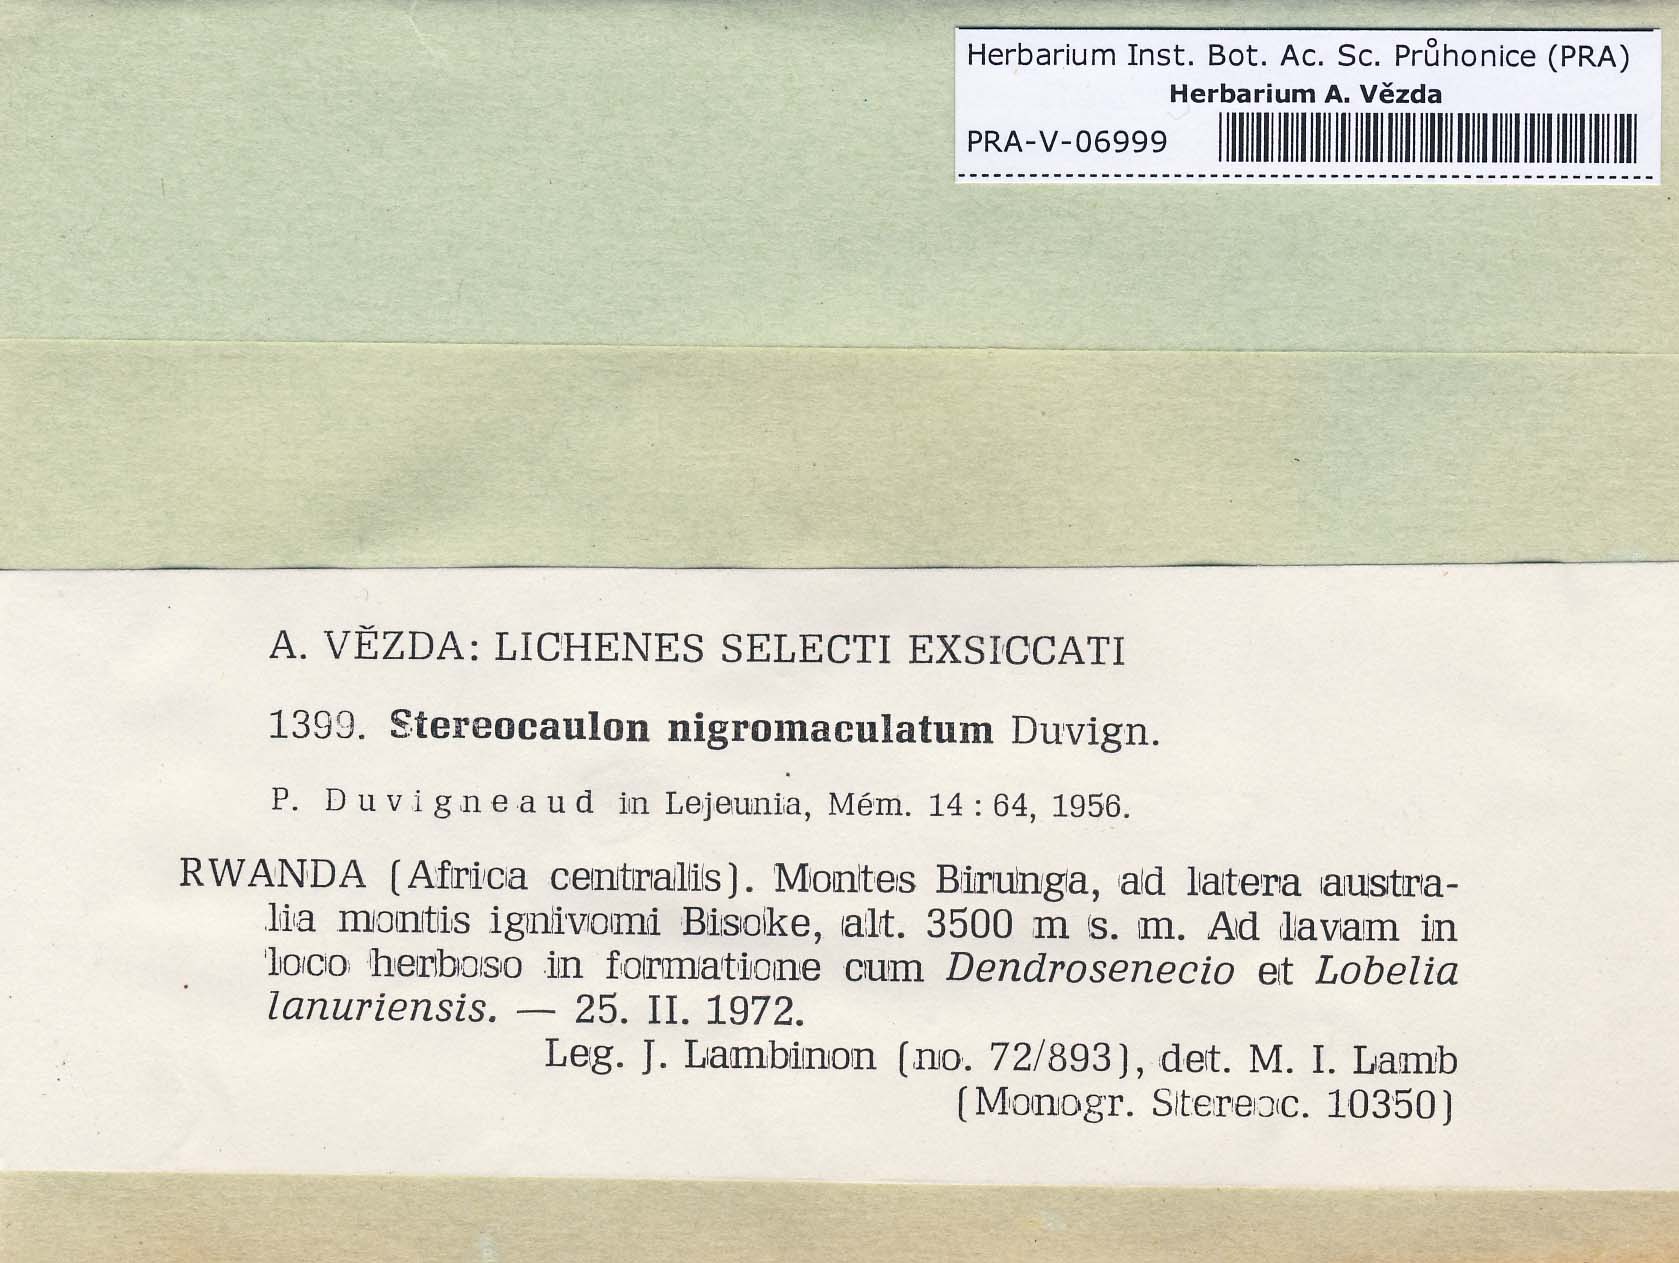 Herbarium Inst. Bot. Ac. Sc. Průhonice (PRA)
Herbarium A. Vězda
PRA-V-06999
A. VĚZDA: LICHENES SELECTI EXSICCATI
1399. Stereocaulon nigromaculatum Duvign.
P. Duvigneaud in Lejeunia, Mém. 14 : 64, 1956.
RWANDA (Africa centralis). Montes Birunga, ad latera austra-
lia montis ignivomi Bisoke, alt. 3500 m s. m. Ad lavam in
loco herboso in formatione cum Dendrosenecio et Lobelia
lanuriensis. — 25. II. 1972.
Leg. J. Lambinon (no. 72/893), det. M. I. Lamb
(Monogr. Stereoc. 10350)